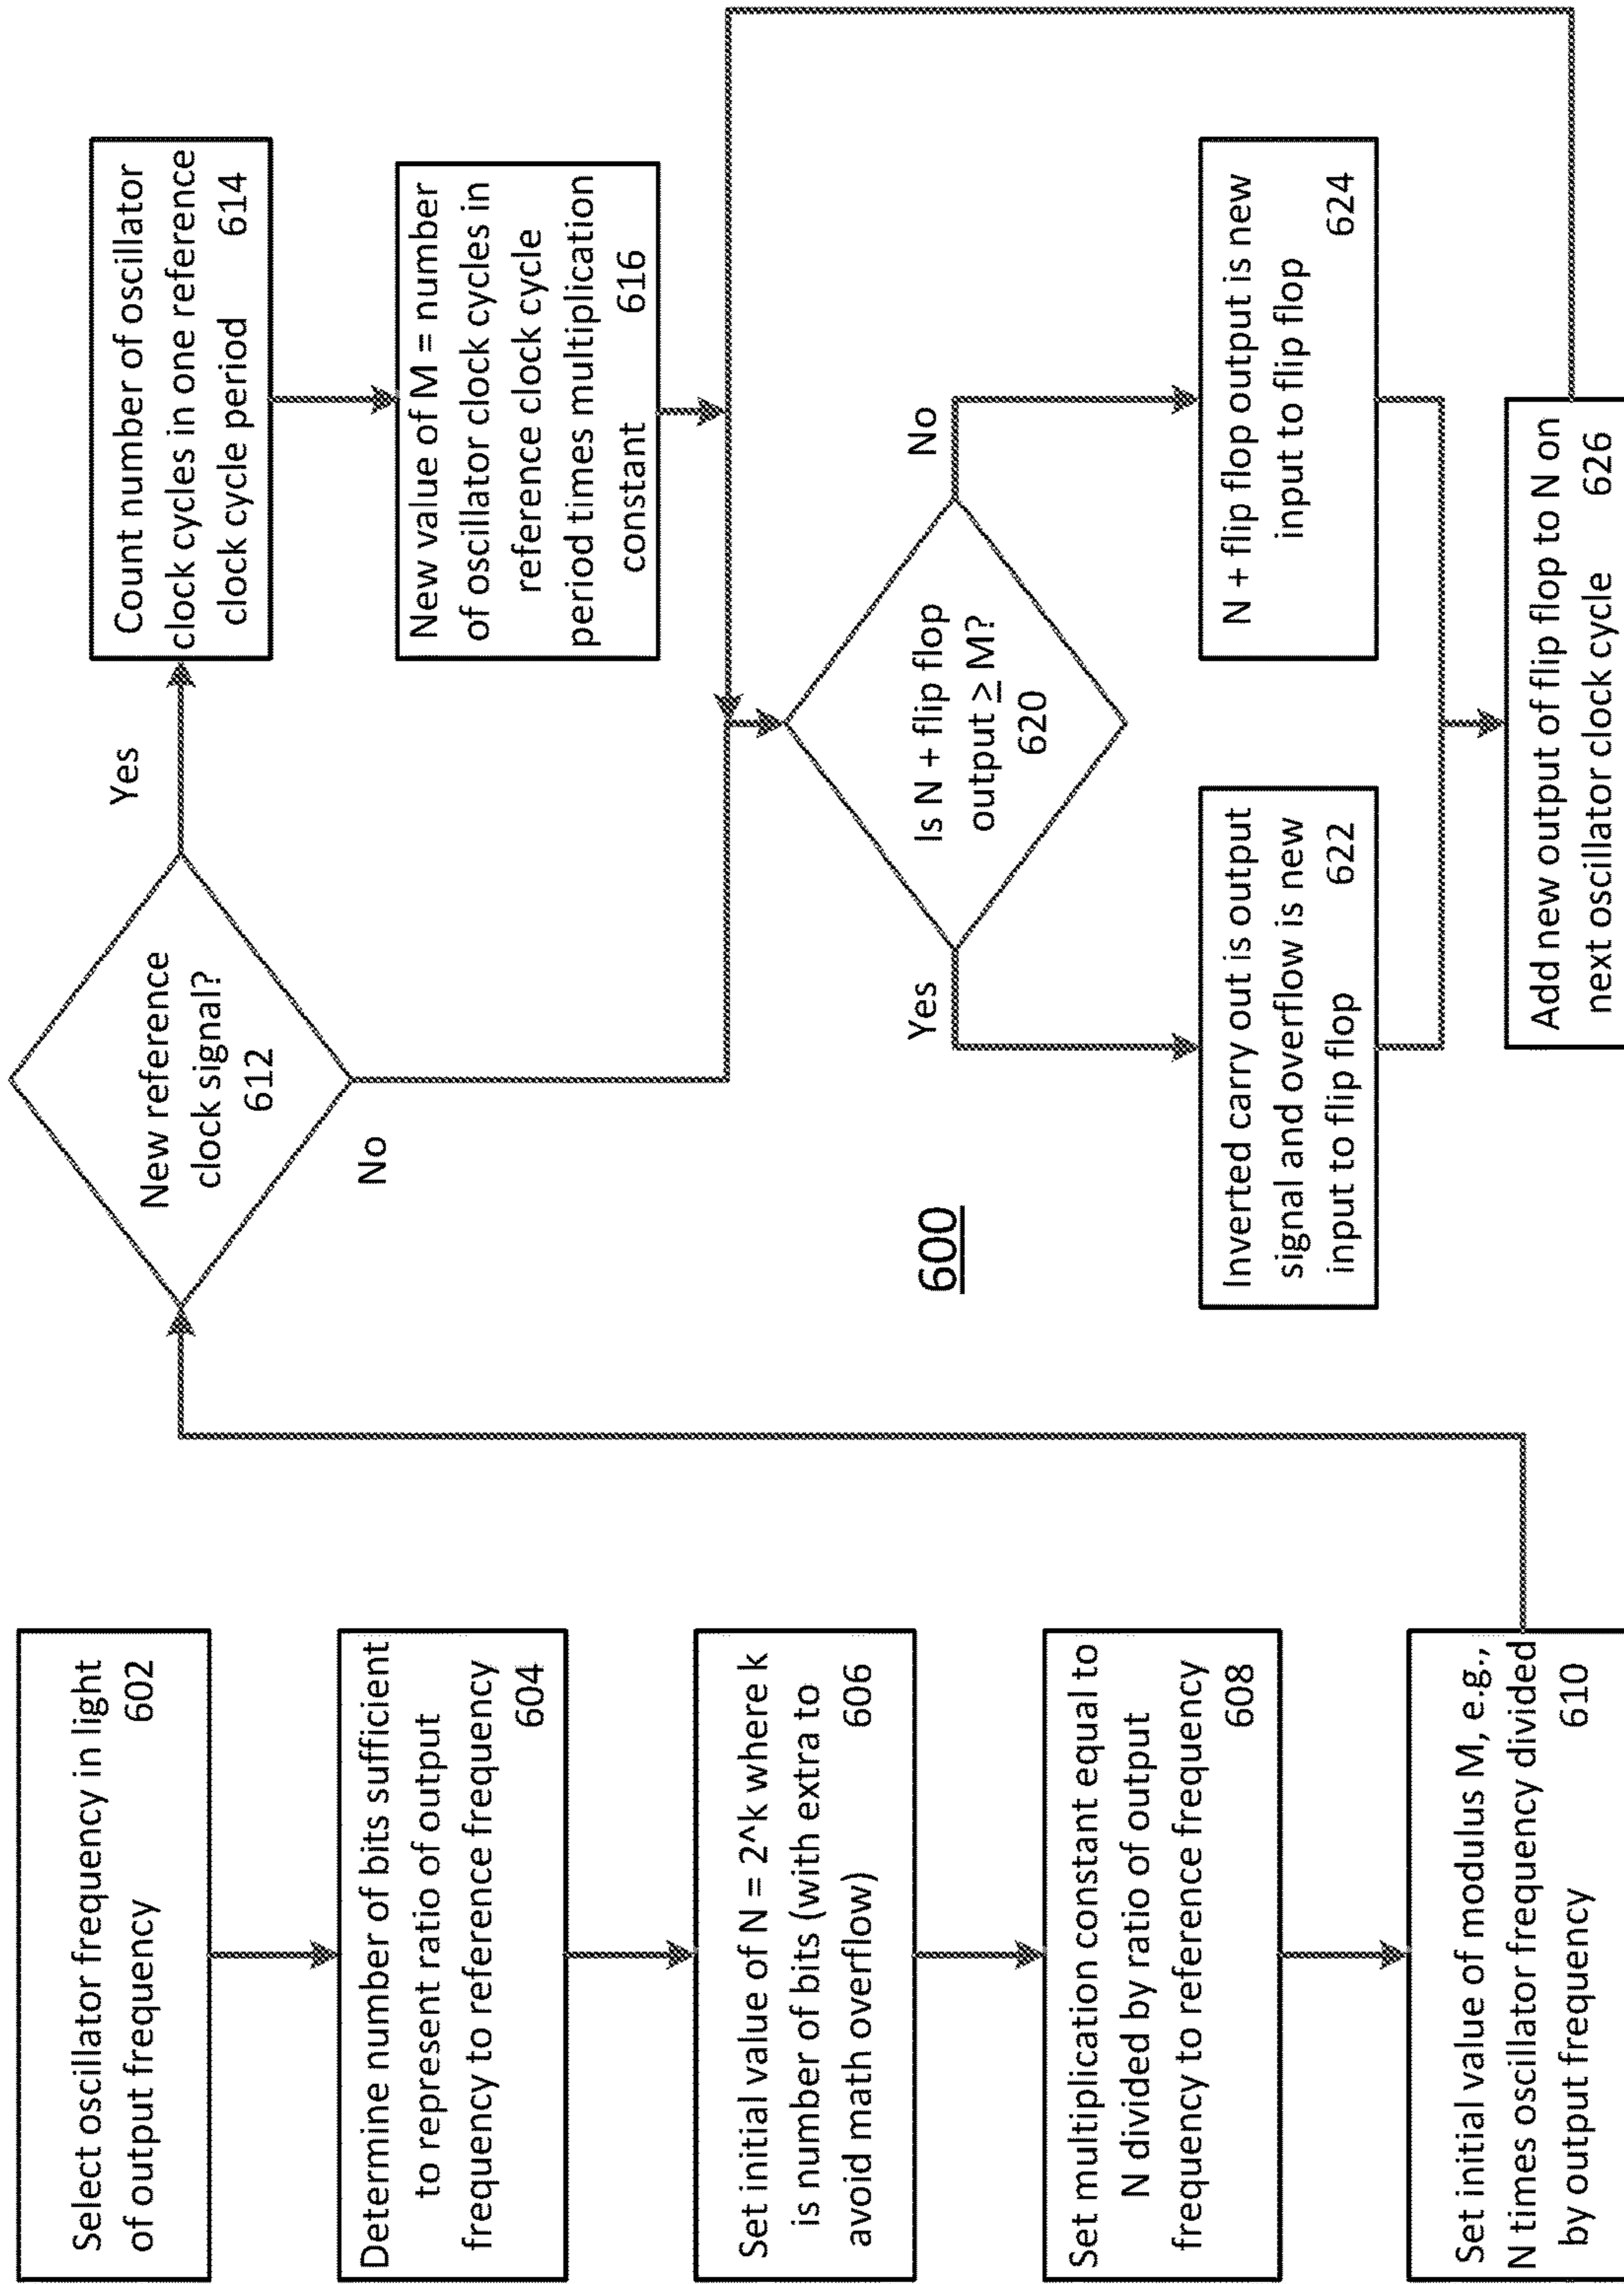 Select oscillator frequency in light
of output frequency 602
Determine number of bits sufficient
to represent ratio of output
frequency to reference frequency
604
Set initial value of N = 2^k where k
is number of bits (with extra to
avoid math overflow) 606
Set multiplication constant equal to
N divided by ratio of output
frequency to reference frequency
608
Set initial value of modulus M, e.g.,
N times oscillator frequency divided
by output frequency 610
New reference
clock signal?
612
Yes
No
Count number of oscillator
clock cycles in one reference
clock cycle period 614
New value of M = number
of oscillator clock cycles in
reference clock cycle
period times multiplication
constant 616
600
Is N + flip flop
output ≥ M?
620
Yes
No
Inverted carry out is output
signal and overflow is new
input to flip flop 622
N + flip flop output is new
input to flip flop
624
Add new output of flip flop to N on
next oscillator clock cycle 626